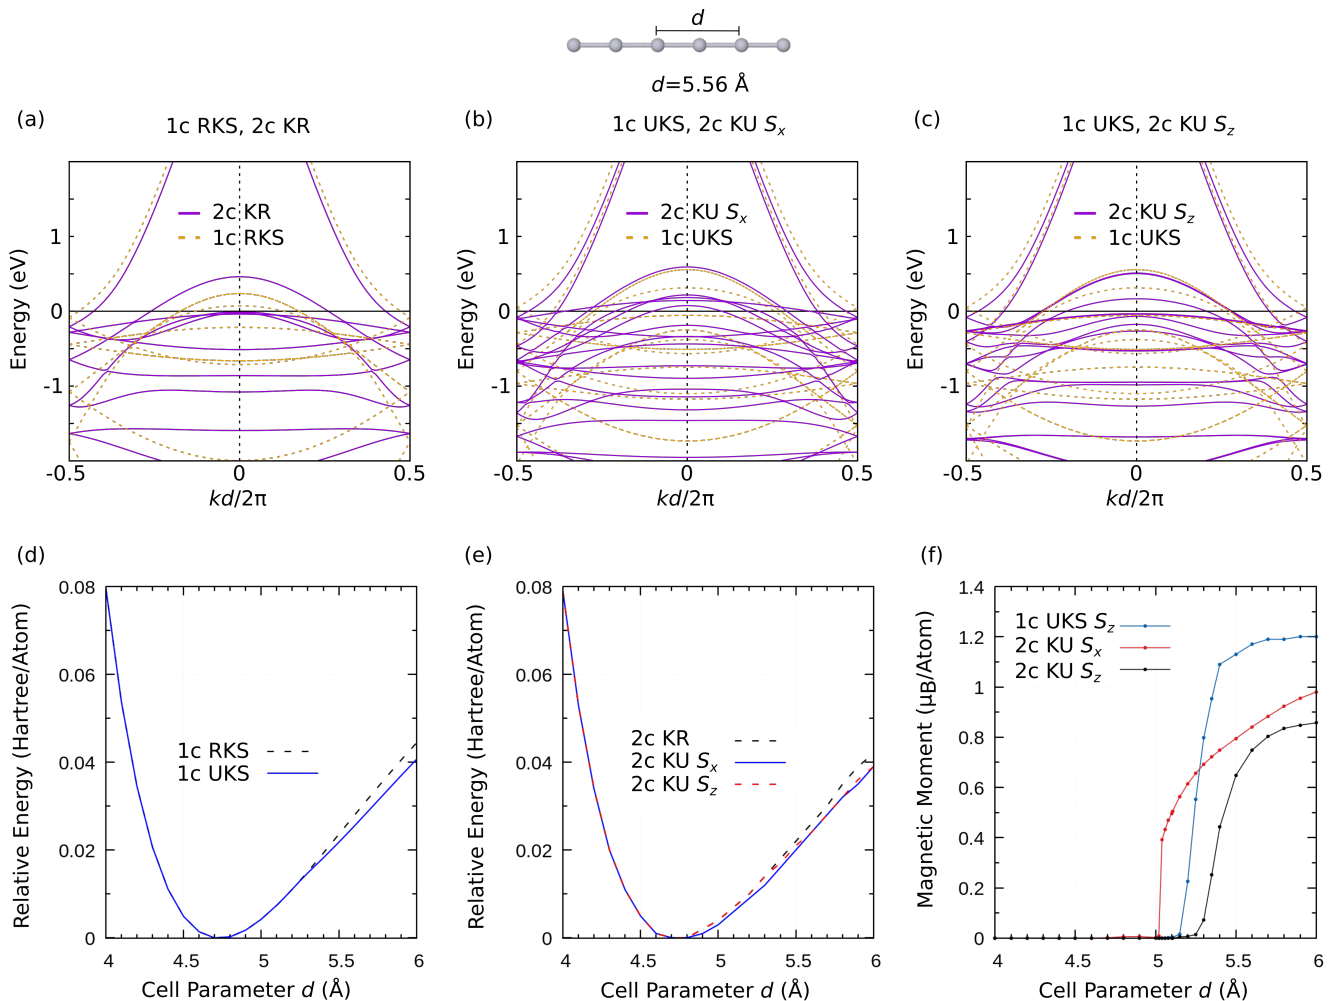 d
d=5.56 Å
(a)
1c RKS, 2c KR
(b)
1c UKS, 2c KU Sx
(c)
1c UKS, 2c KU Sz
Energy (eV)
1
0
-1
2c KR
1c RKS
-0.5
0
0.5
kd/2π
Energy (eV)
1
0
-1
2c KU Sx
1c UKS
-0.5
0
0.5
kd/2π
Energy (eV)
1
0
-1
2c KU Sz
1c UKS
-0.5
0
0.5
kd/2π
(d)
Relative Energy (Hartree/Atom)
0.08
0.06
0.04
0.02
0
1c RKS
1c UKS
4
4.5
5
5.5
6
Cell Parameter d (Å)
(e)
Relative Energy (Hartree/Atom)
0.08
0.06
0.04
0.02
0
2c KR
2c KU Sx
2c KU Sz
4
4.5
5
5.5
6
Cell Parameter d (Å)
(f)
Magnetic Moment (μB/Atom)
1.4
1.2
1
0.8
0.6
0.4
0.2
0
1c UKS Sz
2c KU Sx
2c KU Sz
4
4.5
5
5.5
6
Cell Parameter d (Å)